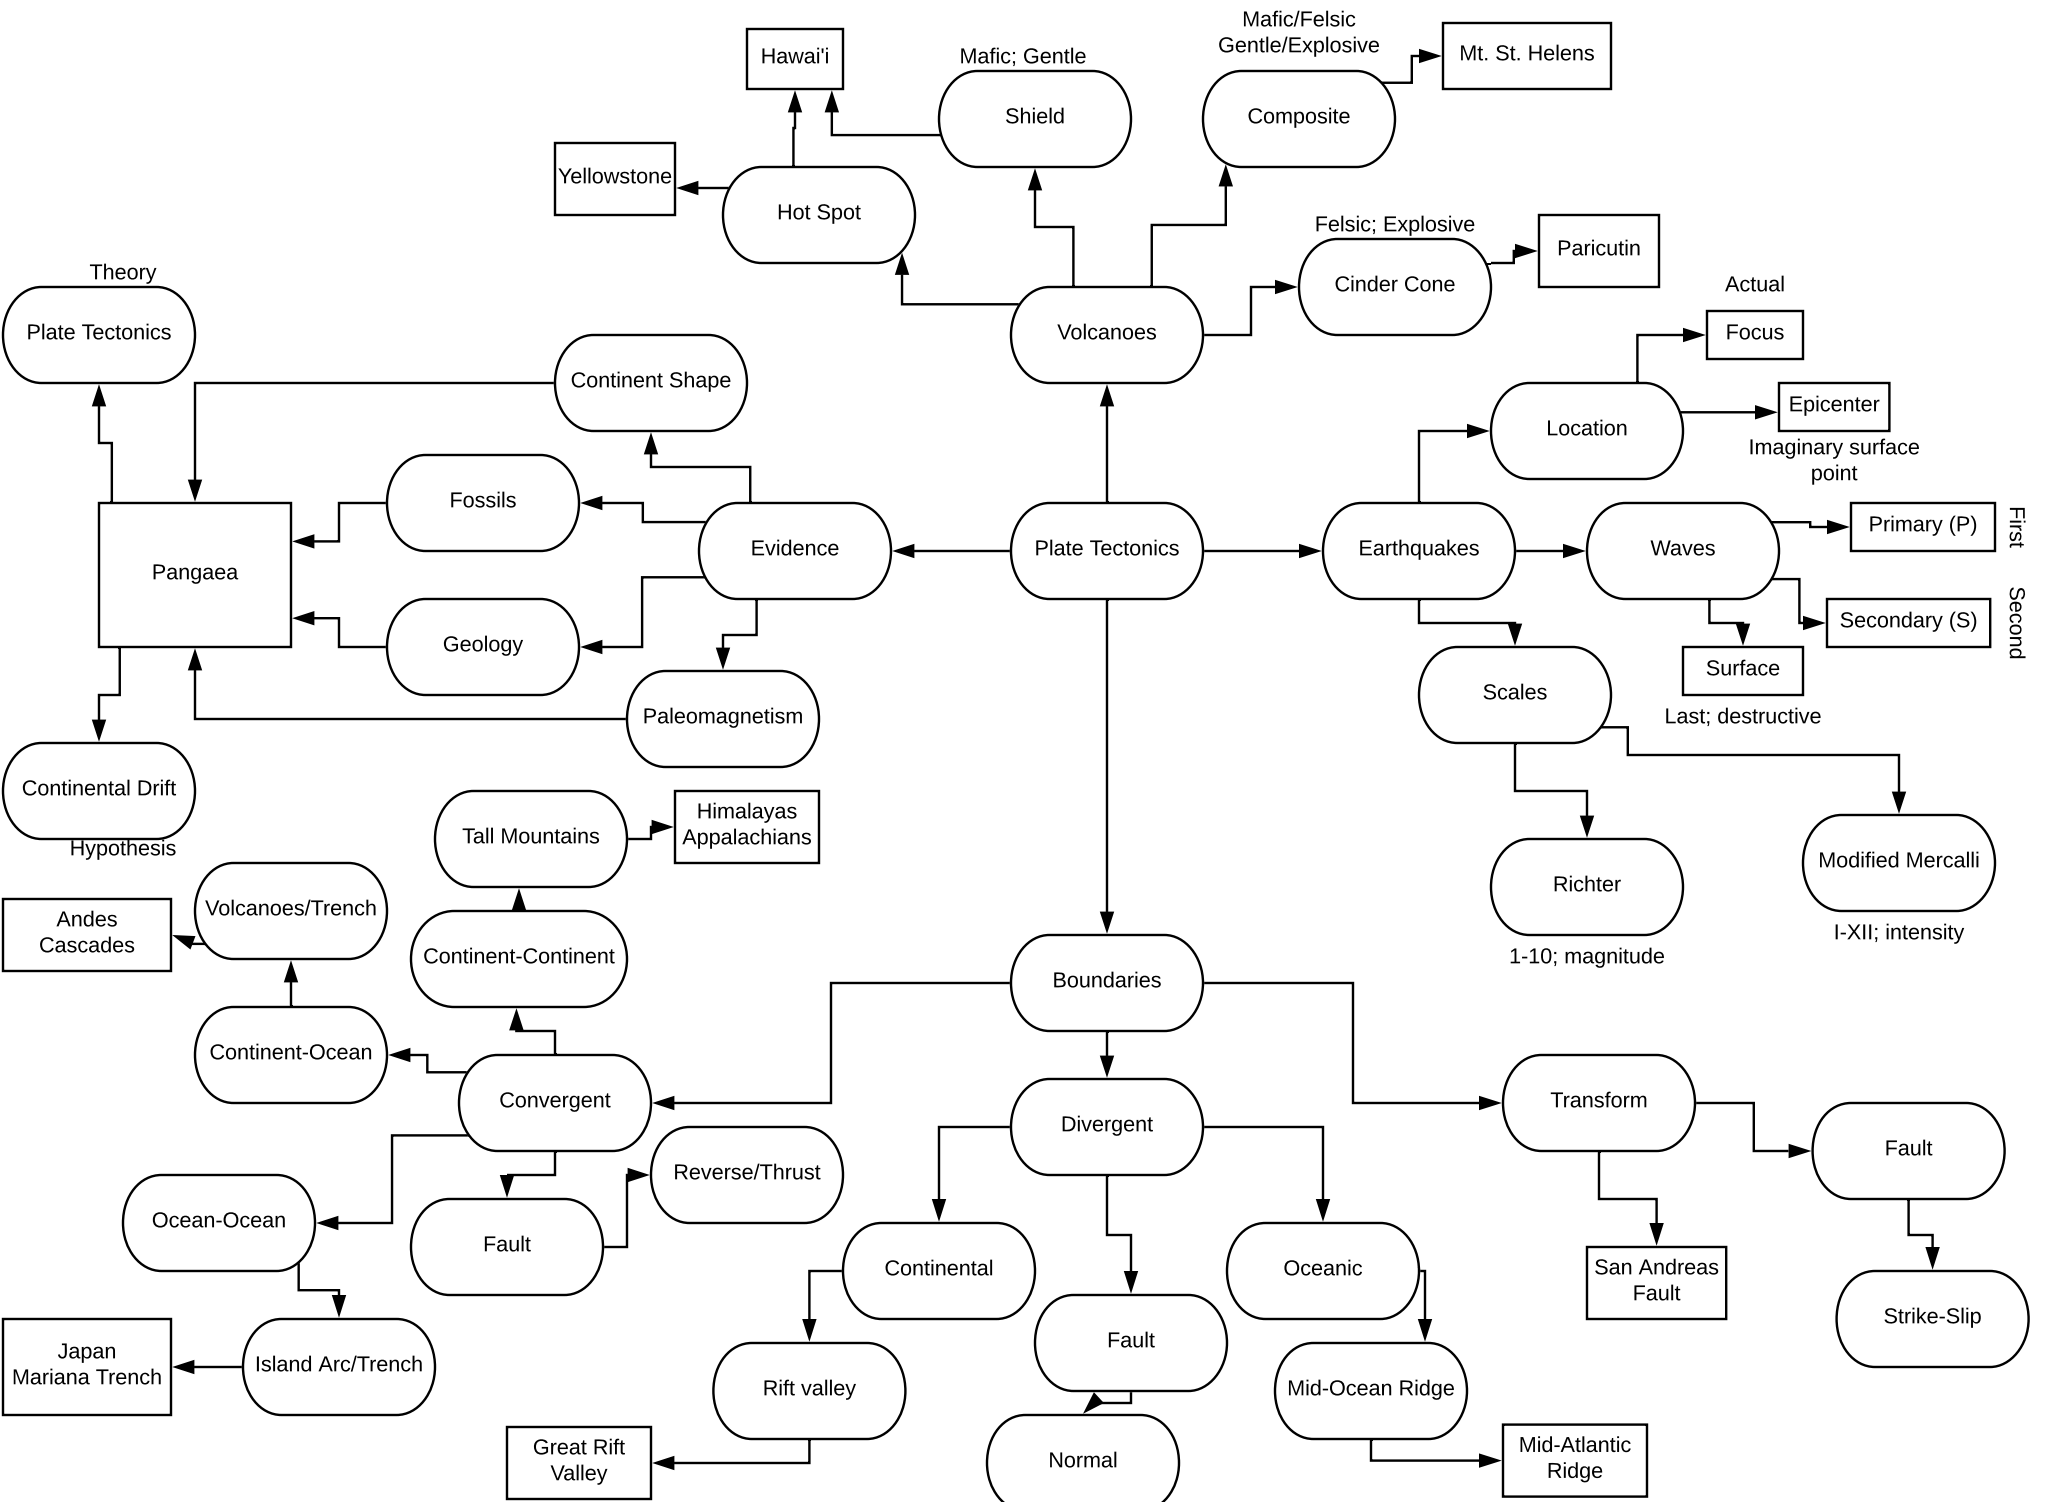 Mafic/Felsic
Gentle/Explosive
Hawai'i
Mafic; Gentle
Mt. St. Helens
Shield
Composite
Yellowstone
Hot Spot
Felsic; Explosive
Paricutin
Cinder Cone
Theory
Actual
Plate Tectonics
Volcanoes
Focus
Continent Shape
Location
Epicenter
Imaginary surface
point
Fossils
Evidence
Plate Tectonics
Earthquakes
Waves
Primary (P)
First
Pangaea
Geology
Secondary (S)
Second
Surface
Scales
Paleomagnetism
Last; destructive
Continental Drift
Hypothesis
Tall Mountains
Himalayas
Appalachians
Richter
1-10; magnitude
Modified Mercalli
I-XII; intensity
Volcanoes/Trench
Andes
Cascades
Continent-Continent
Boundaries
Continent-Ocean
Convergent
Divergent
Transform
Fault
Reverse/Thrust
Ocean-Ocean
Fault
Continental
Oceanic
San Andreas
Fault
Strike-Slip
Japan
Mariana Trench
Island Arc/Trench
Fault
Rift valley
Mid-Ocean Ridge
Great Rift
Valley
Normal
Mid-Atlantic
Ridge